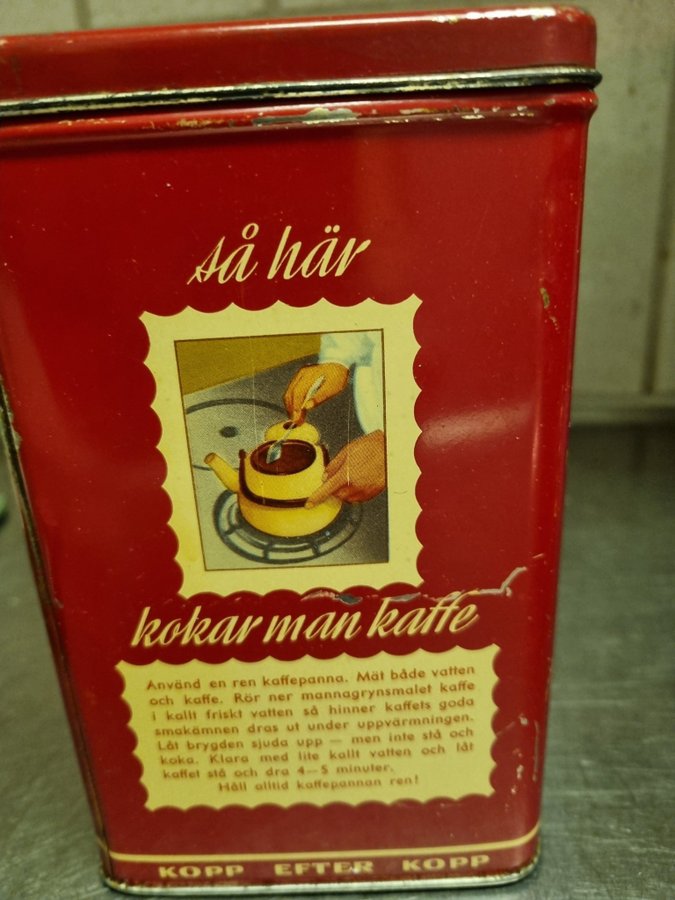 så här
kokar man kaffe
Använd en ren kaffepanna. Mät både vatten
och kaffe. Rör ner mannagrynsmalet kaffe
i kallt friskt vatten så hinner kaffets goda
smakämnen dras ut under uppvärmningen.
Låt brygden sjuda upp — men inte stå och
koka. Klara med lite kallt vatten och låt
kaffet stå och dra 4—5 minuter.
Håll alltid kaffepannan ren!
KOPP EFTER KOPP